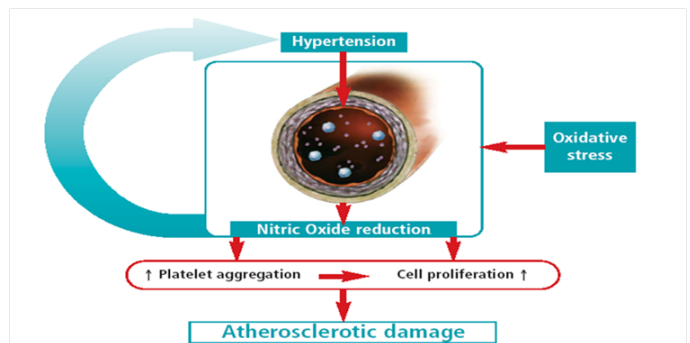 Hypertension
Oxidative
stress
Nitric Oxide reduction
↑ Platelet aggregation
Cell proliferation ↑
Atherosclerotic damage